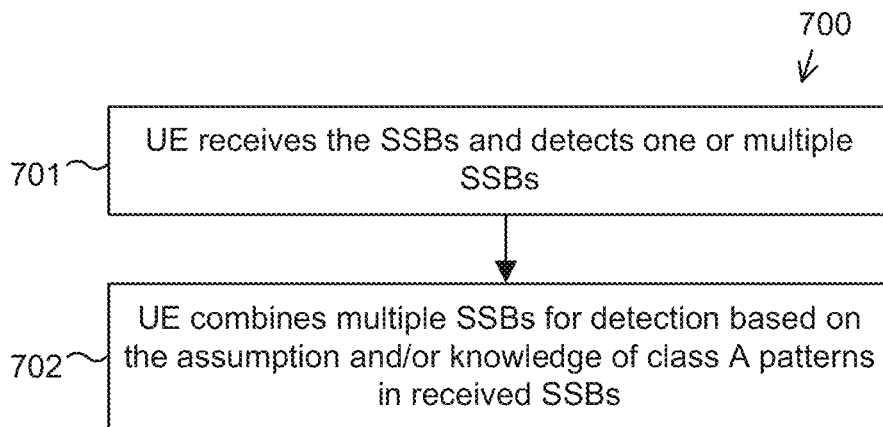 700
UE receives the SSBs and detects one or multiple
SSBs
701
UE combines multiple SSBs for detection based on
the assumption and/or knowledge of class A patterns
in received SSBs
702